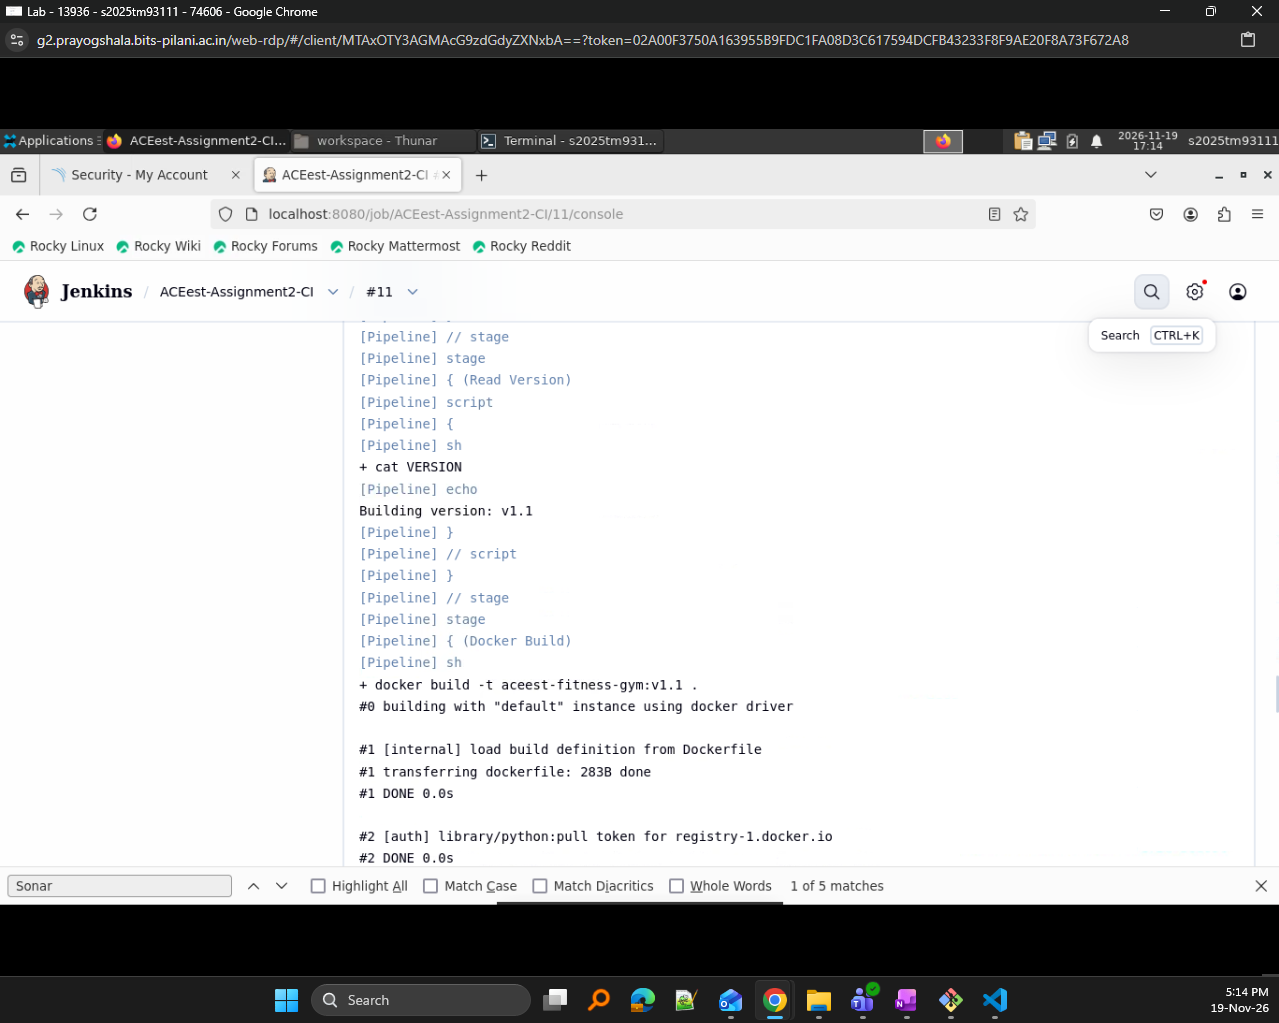 Lab - 13936 - s2025tm93111 - 74606 - Google Chrome
g2.prayogshala.bits-pilani.ac.in/web-rdp/#/client/MTAxOTY3AGMAcG9zdGdyZXNxbA==?token=02A00F3750A163955B9FDC1FA08D3C617594DCFB43233F8F9AE20F8A73F672A8
Applications ACEest-Assignment2-CI... workspace - Thunar Terminal - s2025tm931... 2026-11-19 17:14 s2025tm93111
Security - My Account ACEest-Assignment2-CI
localhost:8080/job/ACEest-Assignment2-CI/11/console
Rocky Linux Rocky Wiki Rocky Forums Rocky Mattermost Rocky Reddit
Jenkins / ACEest-Assignment2-CI / #11
Search CTRL+K
[Pipeline] // stage
[Pipeline] stage
[Pipeline] { (Read Version)
[Pipeline] script
[Pipeline] {
[Pipeline] sh
+ cat VERSION
[Pipeline] echo
Building version: v1.1
[Pipeline] }
[Pipeline] // script
[Pipeline] }
[Pipeline] // stage
[Pipeline] stage
[Pipeline] { (Docker Build)
[Pipeline] sh
+ docker build -t aceest-fitness-gym:v1.1 .
#0 building with "default" instance using docker driver
#1 [internal] load build definition from Dockerfile
#1 transferring dockerfile: 283B done
#1 DONE 0.0s
#2 [auth] library/python:pull token for registry-1.docker.io
#2 DONE 0.0s
Sonar Highlight All Match Case Match Diacritics Whole Words 1 of 5 matches
Search
5:14 PM
19-Nov-26